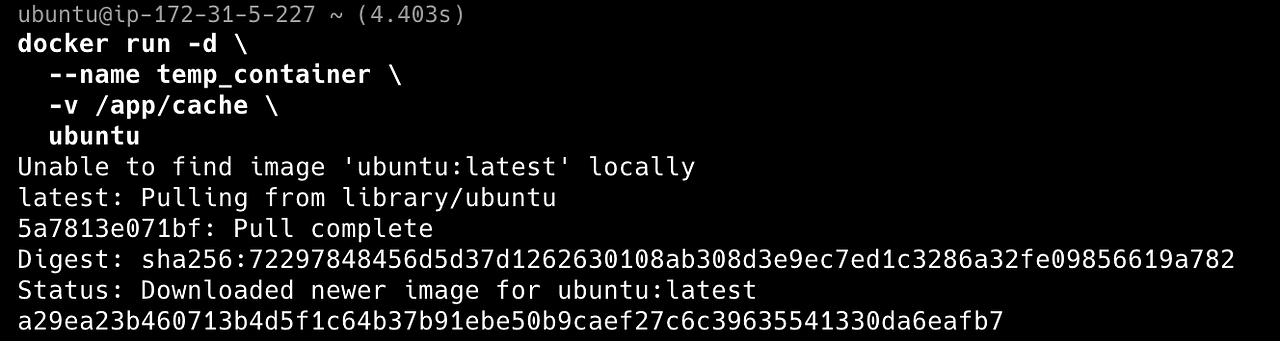 ubuntu@ip-172-31-5-227 ~ (4.403s)
docker run -d \
  --name temp_container \
  -v /app/cache \
  ubuntu
Unable to find image 'ubuntu:latest' locally
latest: Pulling from library/ubuntu
5a7813e071bf: Pull complete
Digest: sha256:72297848456d5d37d1262630108ab308d3e9ec7ed1c3286a32fe09856619a782
Status: Downloaded newer image for ubuntu:latest
a29ea23b460713b4d5f1c64b37b91ebe50b9caef27c6c39635541330da6eafb7